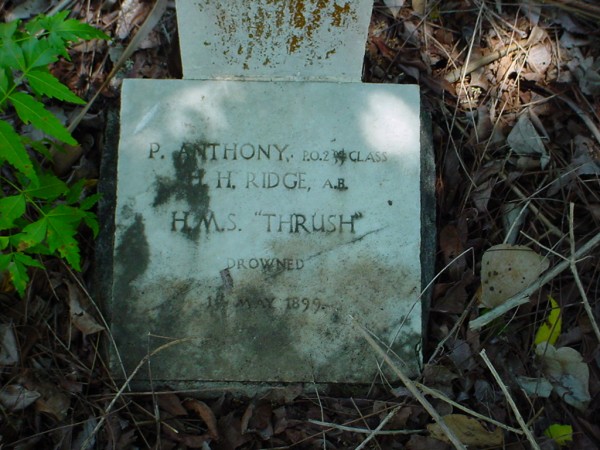 P. ANTHONY, P.O. 2ND CLASS
H. H. RIDGE, A.B.
H.M.S. "THRUSH"
DROWNED
MAY 1899.